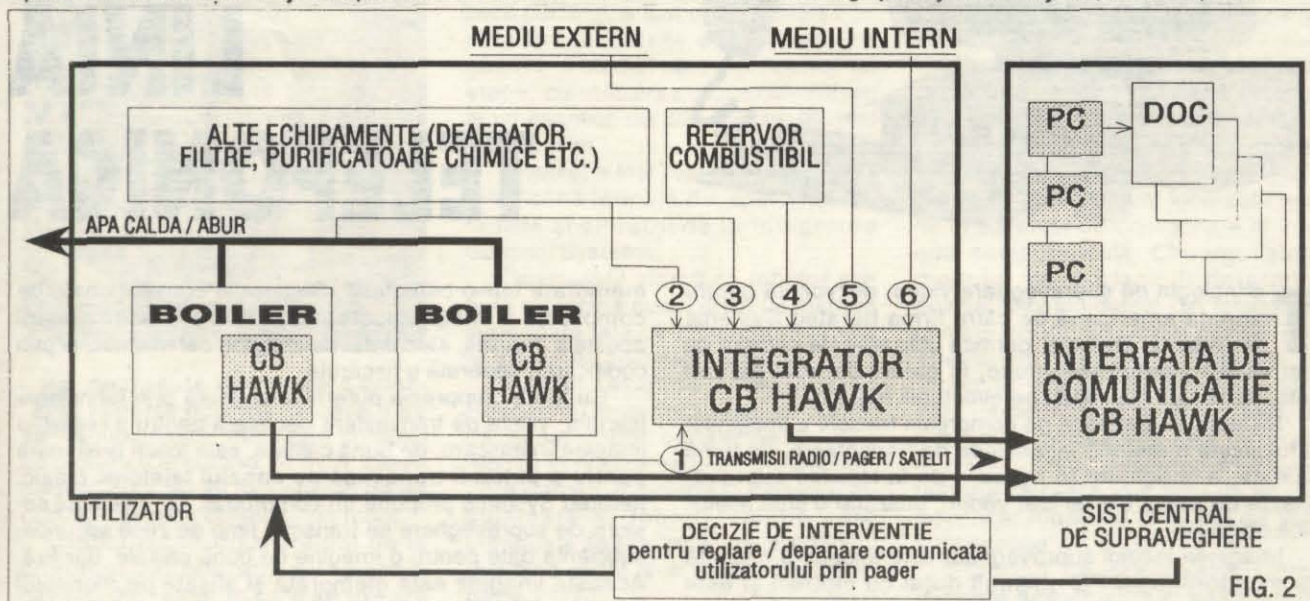 MEDIU EXTERN
MEDIU INTERN
ALTE ECHIPAMENTE (DEAERATOR,
FILTRE, PURIFICATOARE CHIMICE ETC.)
REZERVOR
COMBUSTIBIL
PC
DOC
PC
PC
APA CALDA / ABUR
BOILER
BOILER
CB
HAWK
CB
HAWK
2
3
4
5
6
INTEGRATOR
CB HAWK
INTERFATA DE
COMUNICATIE
CB HAWK
1
TRANSMISII RADIO / PAGER / SATELIT
UTILIZATOR
DECIZIE DE INTERVENTIE
pentru reglare / depanare comunicata
utilizatorului prin pager
SIST. CENTRAL
DE SUPRAVEGHERE
FIG. 2